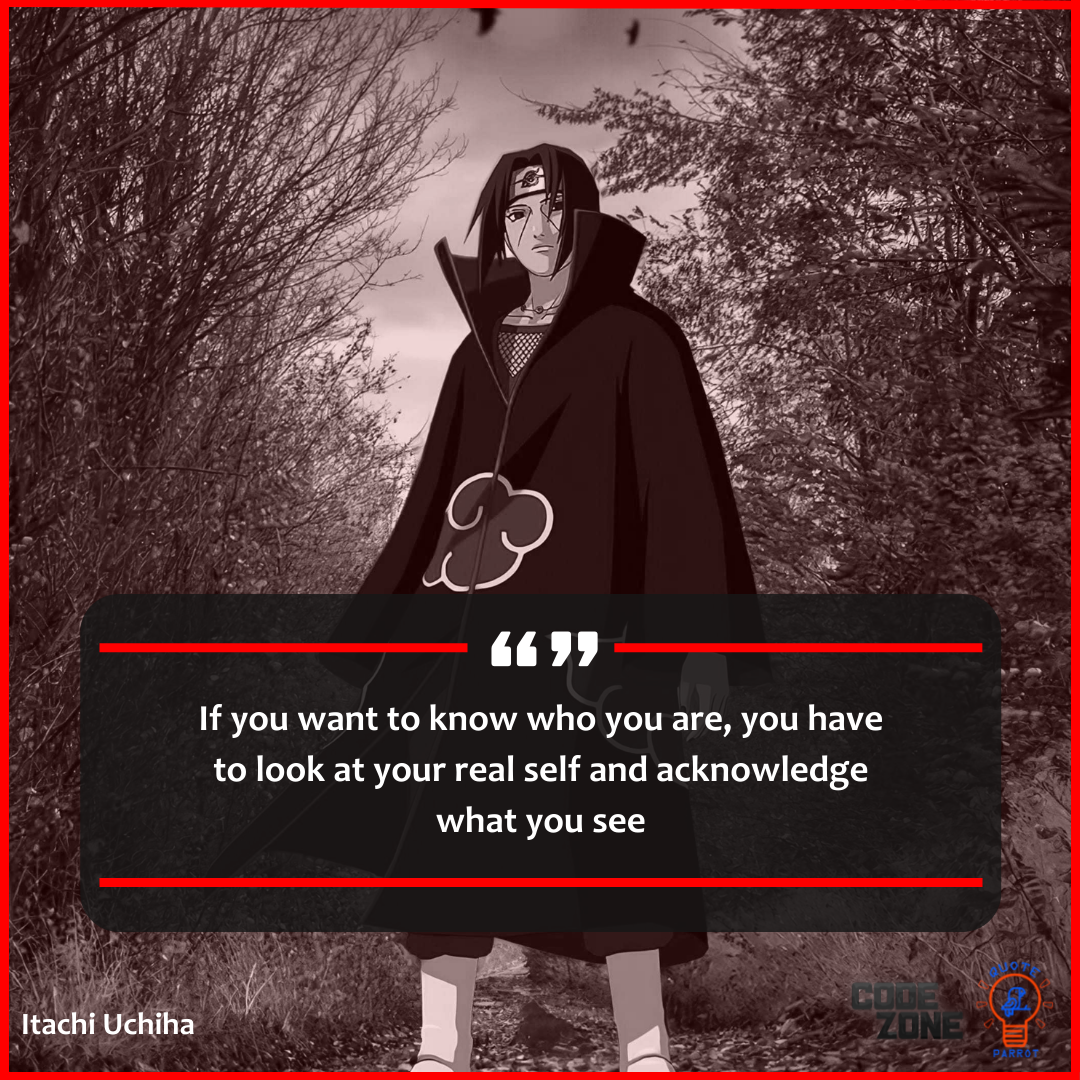 ❝ ❞
If you want to know who you are, you have
to look at your real self and acknowledge
what you see
Itachi Uchiha
CODE
ZONE
QUOTE
PARROT